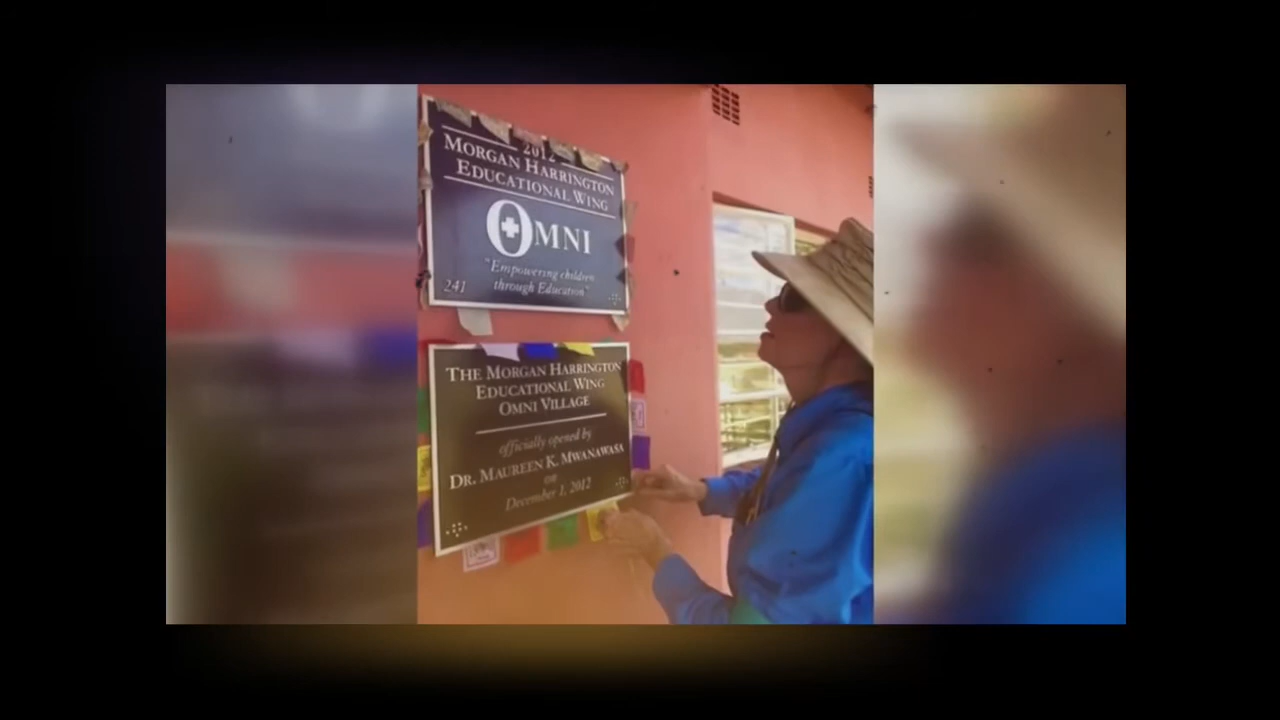 2012
MORGAN HARRINGTON
EDUCATIONAL WING
OMNI
"Empowering children
through Education"
241
THE MORGAN HARRINGTON
EDUCATIONAL WING
OMNI VILLAGE
officially opened by
DR. MAUREEN K. MWANAWASA
on
December 1, 2012